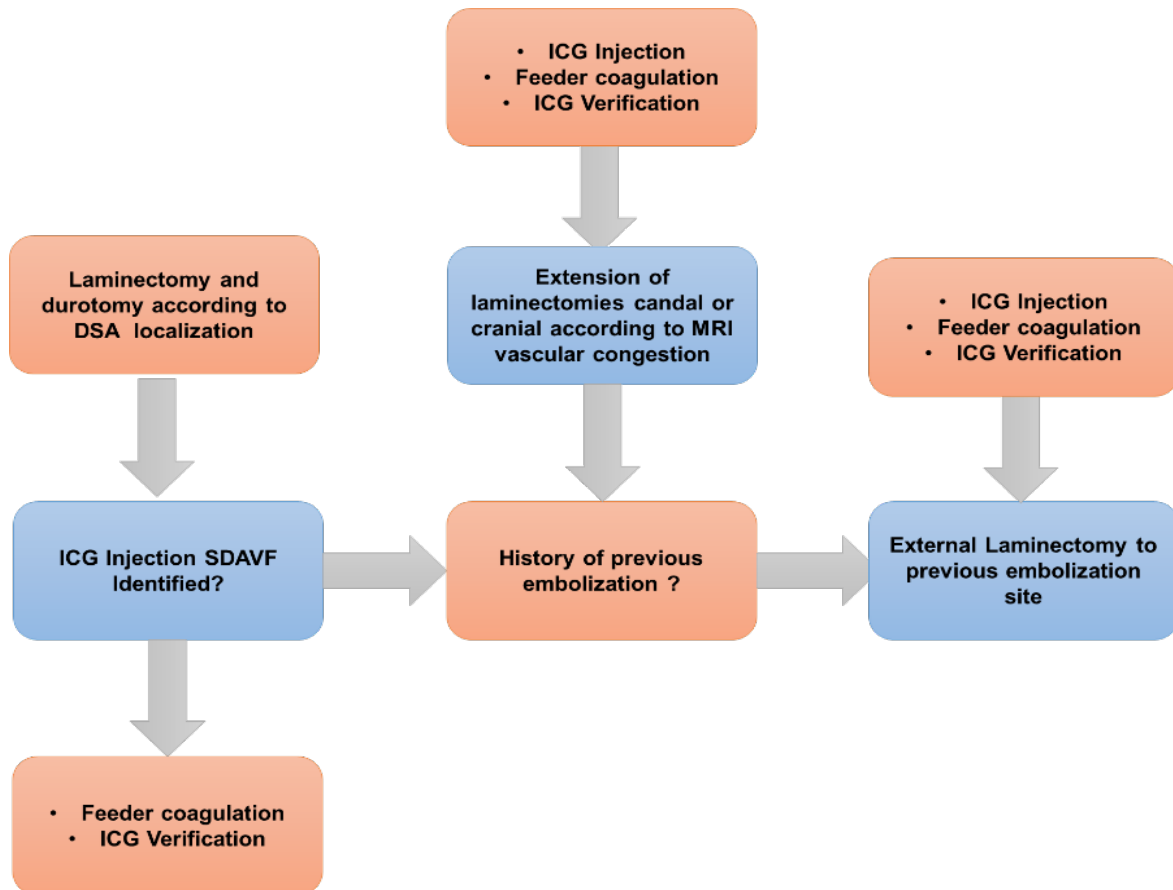 • ICG Injection
• Feeder coagulation
• ICG Verification
Laminectomy and
durotomy according to
DSA localization
Extension of
laminectomies candal or
cranial according to MRI
vascular congestion
• ICG Injection
• Feeder coagulation
• ICG Verification
ICG Injection SDAVF
Identified?
History of previous
embolization ?
External Laminectomy to
previous embolization
site
• Feeder coagulation
• ICG Verification